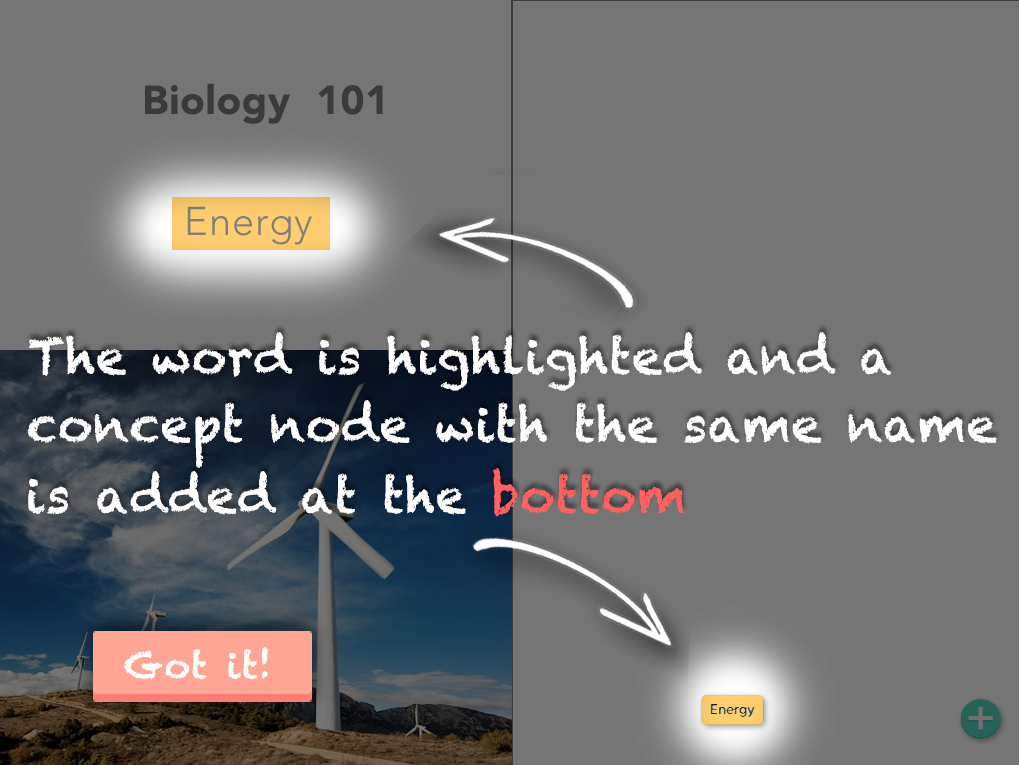 Biology 101
Energy
The word is highlighted and a
concept node with the same name
is added at the bottom
Got it!
Energy